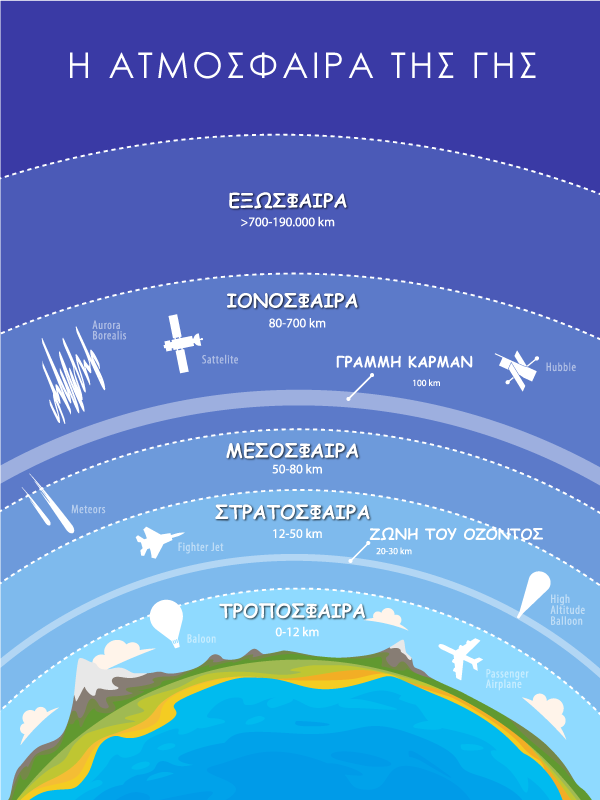 Η ΑΤΜΟΣΦΑΙΡΑ ΤΗΣ ΓΗΣ
ΕΞΩΣΦΑΙΡΑ
>700-190.000 km
ΙΟΝΟΣΦΑΙΡΑ
80-700 km
Aurora
Borealis
Sattelite
ΓΡΑΜΜΗ ΚΑΡΜΑΝ
100 km
Hubble
ΜΕΣΟΣΦΑΙΡΑ
50-80 km
Meteors
ΣΤΡΑΤΟΣΦΑΙΡΑ
12-50 km
ΖΩΝΗ ΤΟΥ ΟΖΟΝΤΟΣ
20-30 km
Fighter Jet
High
Altitude
Balloon
ΤΡΟΠΟΣΦΑΙΡΑ
0-12 km
Baloon
Passenger
Airplane